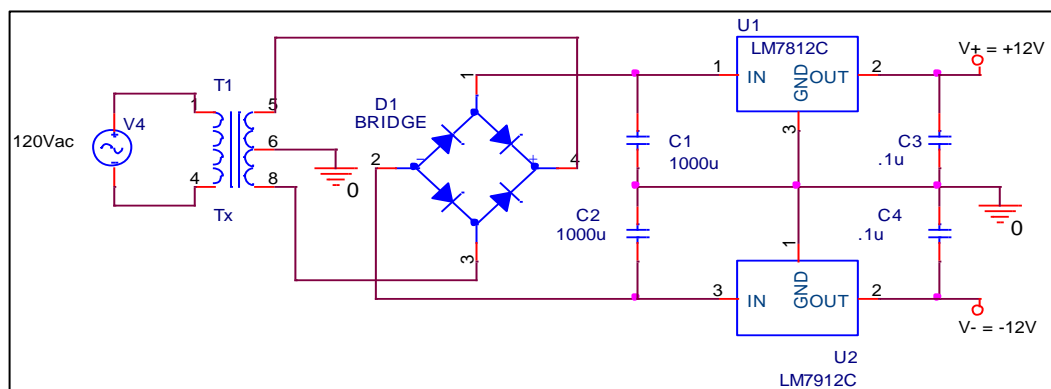 U1
LM7812C
V+ = +12V
1
IN
GND
OUT
2
3
T1
1
5
6
4
8
Tx
V4
120Vac
0
D1
BRIDGE
1
2
-
+
4
3
C1
1000u
C3
.1u
C2
1000u
C4
.1u
0
1
3
IN
GND
OUT
2
V- = -12V
U2
LM7912C